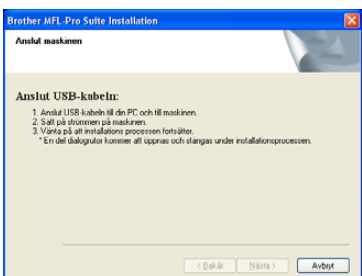 Brother MFL-Pro Suite Installation
Anslut maskinen
Anslut USB-kabeln:
1. Anslut USB-kabeln till din PC och till maskinen.
2. Sätt på strömmen på maskinen.
3. Vänta på att installations processen fortsätter.
* En del dialogrutor kommer att öppnas och stängas under installationsprocessen.
< Bakåt Nästa > Avbryt